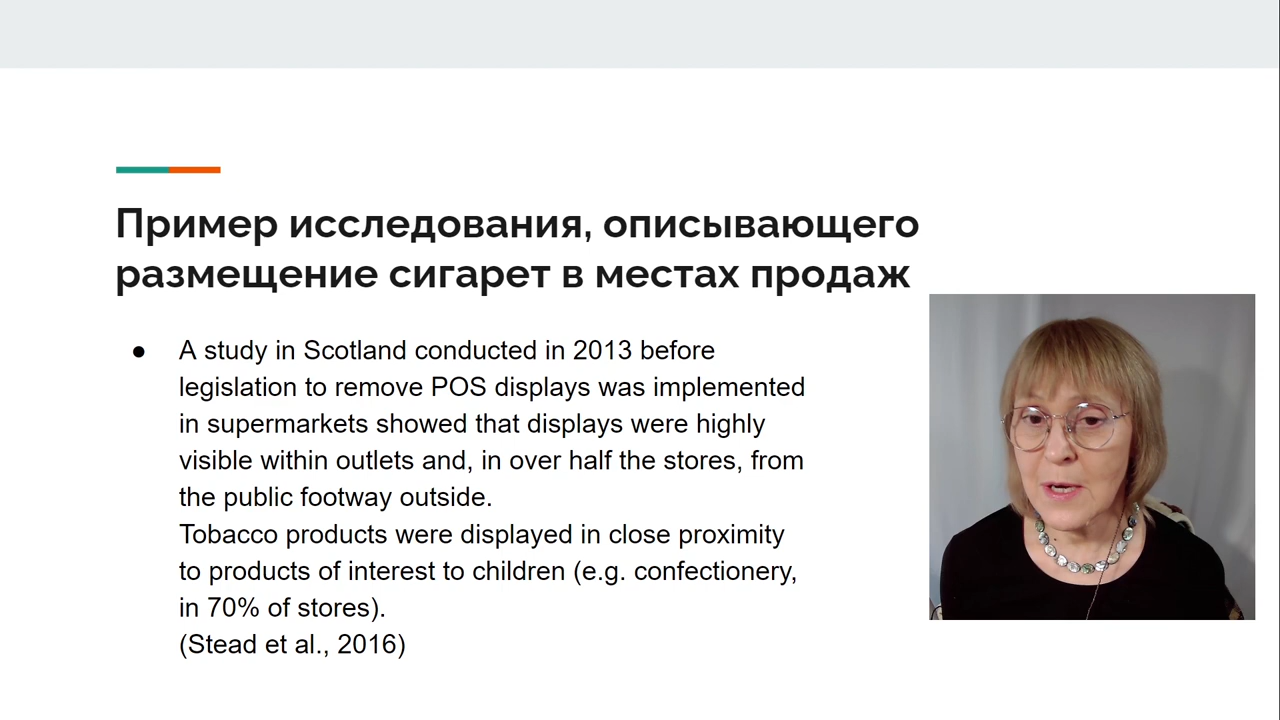 Пример исследования, описывающего
размещение сигарет в местах продаж
● A study in Scotland conducted in 2013 before
legislation to remove POS displays was implemented
in supermarkets showed that displays were highly
visible within outlets and, in over half the stores, from
the public footway outside.
Tobacco products were displayed in close proximity
to products of interest to children (e.g. confectionery,
in 70% of stores).
(Stead et al., 2016)